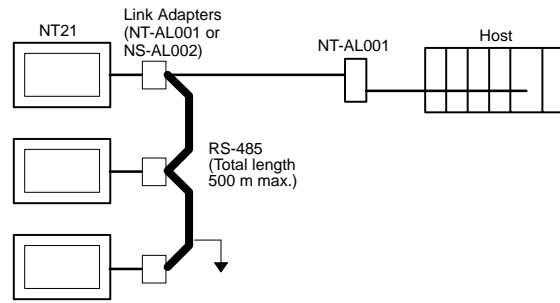 NT21
Link Adapters
(NT-AL001 or
NS-AL002)
NT-AL001
Host
RS-485
(Total length
500 m max.)